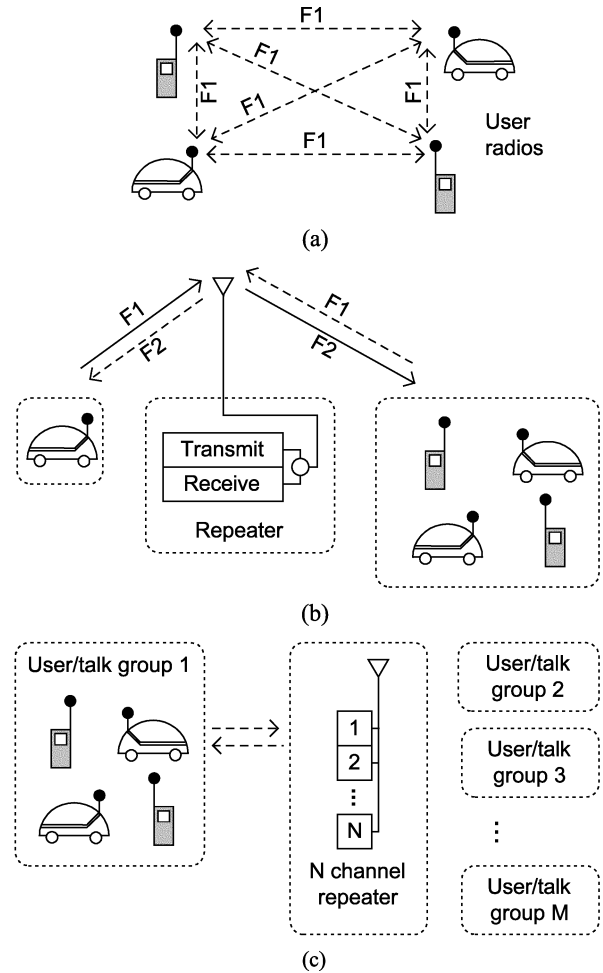 F1
F1
F1
F1
F1
F1
User
radios
(a)
F1
F2
F1
F2
Transmit
Receive
Repeater
(b)
User/talk group 1
1
2
⋮
N
N channel
repeater
User/talk
group 2
User/talk
group 3
⋮
User/talk
group M
(c)